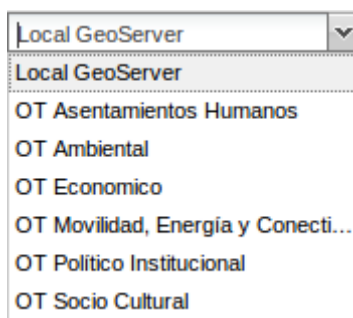 Local GeoServer
Local GeoServer
OT Asentamientos Humanos
OT Ambiental
OT Economico
OT Movilidad, Energía y Conecti...
OT Político Institucional
OT Socio Cultural